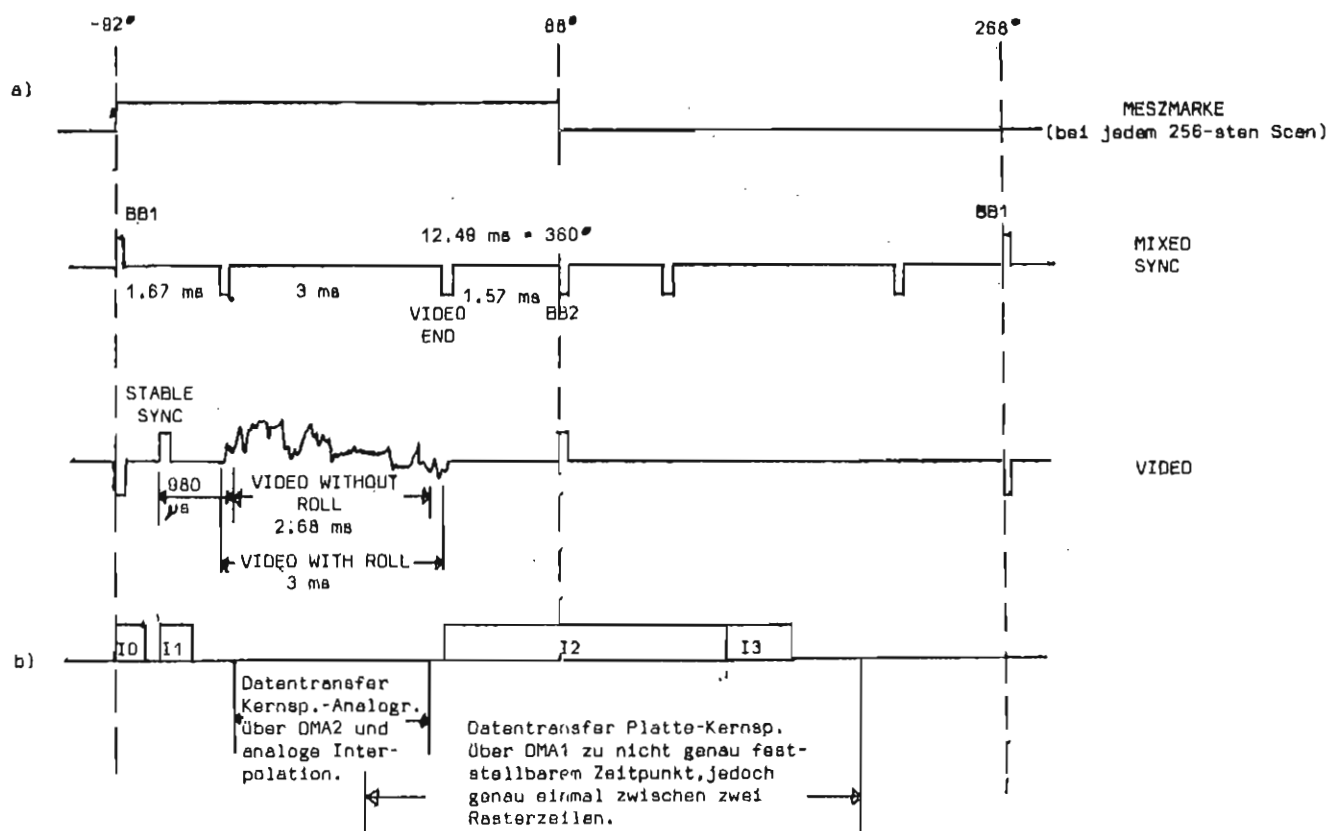 -92°
88°
268°
a)
MESZMARKE
(bei jedem 256-sten Scan)
BB1
BB1
12.49 ms = 360°
MIXED
SYNC
1.67 ms
3 ms
1.57 ms
VIDEO
END
BB2
STABLE
SYNC
VIDEO
980
µs
VIDEO WITHOUT
ROLL
2.68 ms
VIDEO WITH ROLL
3 ms
b)
I0
I1
I2
I3
Datentransfer
Kernsp.-Analogr.
über DMA2 und
analoge Inter-
polation.
Datentransfer Platte-Kernsp.
über DMA1 zu nicht genau fest-
stellbarem Zeitpunkt,jedoch
genau einmal zwischen zwei
Rasterzeilen.